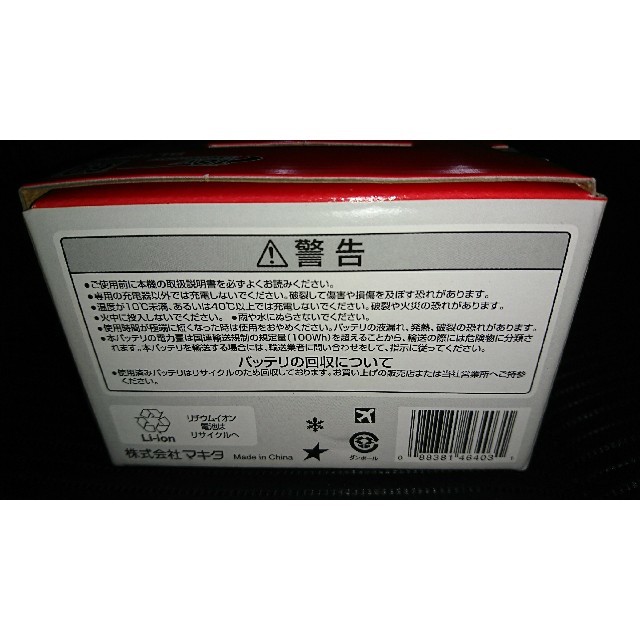 警告
•ご使用前に本機の取扱説明書を必ずよくお読みください。
•専用の充電器以外では充電しないでください。破裂して傷害や損傷を及ぼす恐れがあります。
•温度が10℃未満、あるいは40℃以上では充電しないでください。破裂や火災の恐れがあります。
•火中に投入しないでください。 •雨や水にぬらさないでください。
•使用時間が極端に短くなった時は使用をおやめください。バッテリの液漏れ、発熱、破裂の恐れがあります。
•本バッテリの電力量は国連輸送規制の規定量(100Wh)を超えることから、輸送の際には危険物に分類さ
れます。本バッテリを輸送する場合には、輸送業者に問い合わせをして、指示に従ってください。
バッテリの回収について
•使用済みバッテリはリサイクルのため回収しております。お買い上げの販売店または当社営業所へご持参
ください。
Li-ion
リチウムイオン
電池は
リサイクルへ
株式会社マキタ Made in China
ダンボール
0 88381 46403 1